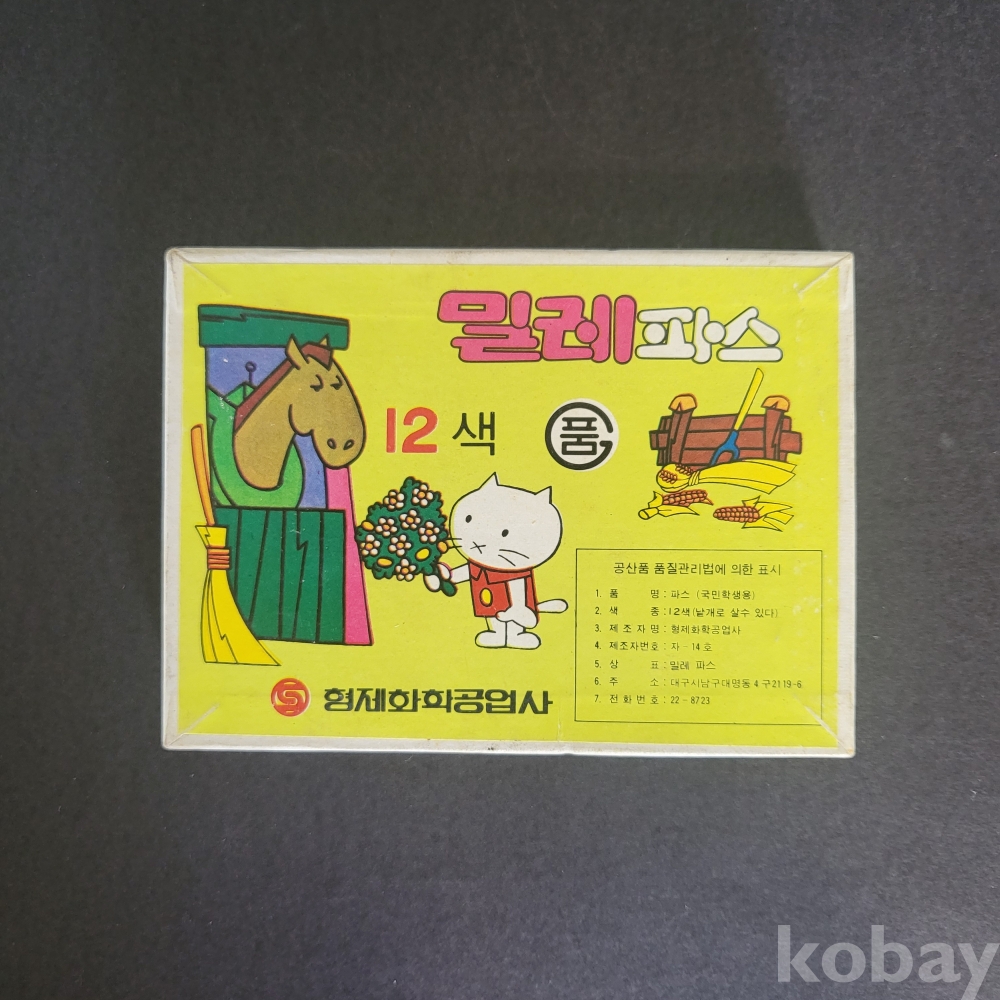 밀레파스
12 색
품
공산품 품질관리법에 의한 표시
1. 품 명 : 파스 (국민학생용)
2. 색 종 : 12색(낱개로 살수 있다)
3. 제 조 자 명 : 형제화학공업사
4. 제조자번호 : 자 - 14 호
5. 상 표 : 밀레 파스
6. 주 소 : 대구시남구대명동 4 구2119-6
7. 전 화 번 호 : 22 - 8723
형제화학공업사
kobay